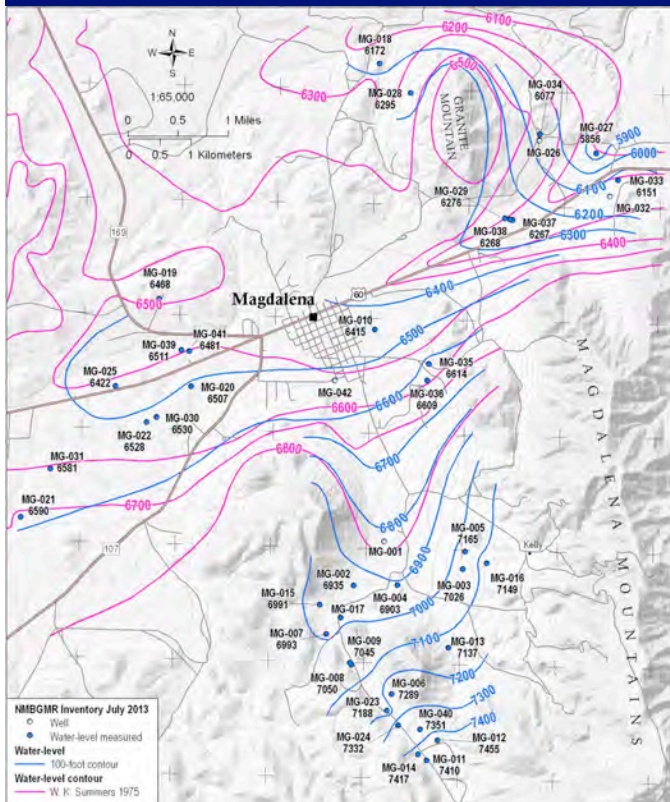 6100
6200
MG-018
6172
N
W E
S
6500
6300
MG-028
6295
MG-034
6077
1:65,000
GRANITE
MOUNTAIN
MG-027
5856
5900
0 0.5 1 Miles
0 0.5 1 Kilometers
MG-026
6000
MG-033
6151
6100
MG-029
6276
MG-032
6200
MG-037
6267
169
MG-038
6268
6300
6400
MG-019
6468
60
6400
6500
Magdalena
MG-010
6415
6500
MG-041
6481
MG-039
6511
MG-035
6614
MG-025
6422
MG-020
6507
MG-036
6609
6600
MG-042
6600
MG-030
6530
MG-022
6528
6800
6700
MG-031
6581
6700
MG-021
6590
6800
MAGDALENA MOUNTAINS
107
MG-001
MG-005
7165
6900
Kelly
MG-002
6935
MG-016
7149
MG-015
6991
MG-004
6903
MG-003
7026
MG-017
7000
MG-007
6993
7100
MG-009
7045
MG-013
7137
MG-008
7050
MG-006
7289
7200
MG-023
7188
7300
MG-040
7351
7400
MG-024
7332
MG-012
7455
MG-014
7417
MG-011
7410
NMBGMR Inventory July 2013
Well
Water-level measured
Water-level
100-foot contour
Water-level contour
W. K. Summers 1975